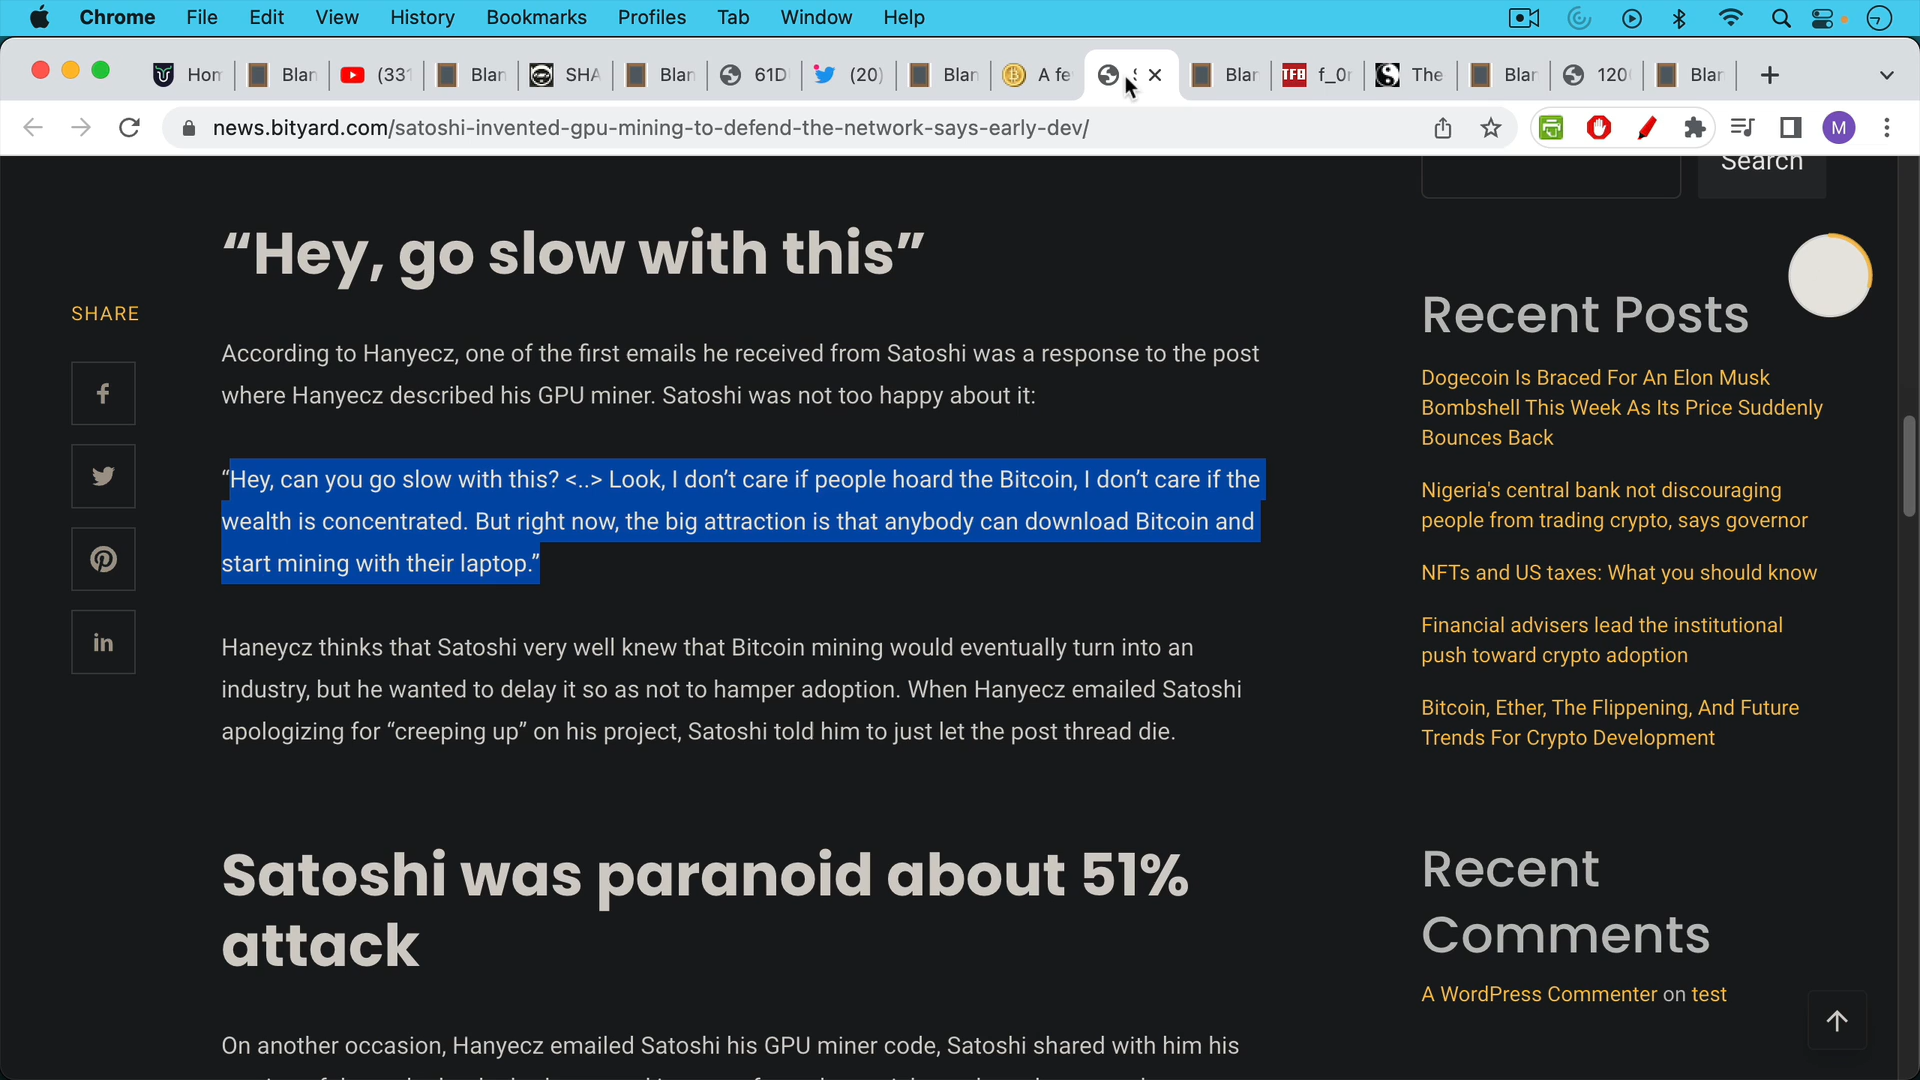 Chrome File Edit View History Bookmarks Profiles Tab Window Help
Hom Blan (331 Blan SHA Blan 61D (20) Blan A fe Blan TFB f_0 The Blan 120 Blan
news.bityard.com/satoshi-invented-gpu-mining-to-defend-the-network-says-early-dev/
M
Search
“Hey, go slow with this”
SHARE
According to Hanyecz, one of the first emails he received from Satoshi was a response to the post
where Hanyecz described his GPU miner. Satoshi was not too happy about it:
“Hey, can you go slow with this? <..> Look, I don’t care if people hoard the Bitcoin, I don’t care if the
wealth is concentrated. But right now, the big attraction is that anybody can download Bitcoin and
start mining with their laptop.”
Haneycz thinks that Satoshi very well knew that Bitcoin mining would eventually turn into an
industry, but he wanted to delay it so as not to hamper adoption. When Hanyecz emailed Satoshi
apologizing for “creeping up” on his project, Satoshi told him to just let the post thread die.
Satoshi was paranoid about 51%
attack
On another occasion, Hanyecz emailed Satoshi his GPU miner code, Satoshi shared with him his
Recent Posts
Dogecoin Is Braced For An Elon Musk
Bombshell This Week As Its Price Suddenly
Bounces Back
Nigeria's central bank not discouraging
people from trading crypto, says governor
NFTs and US taxes: What you should know
Financial advisers lead the institutional
push toward crypto adoption
Bitcoin, Ether, The Flippening, And Future
Trends For Crypto Development
Recent
Comments
A WordPress Commenter on test